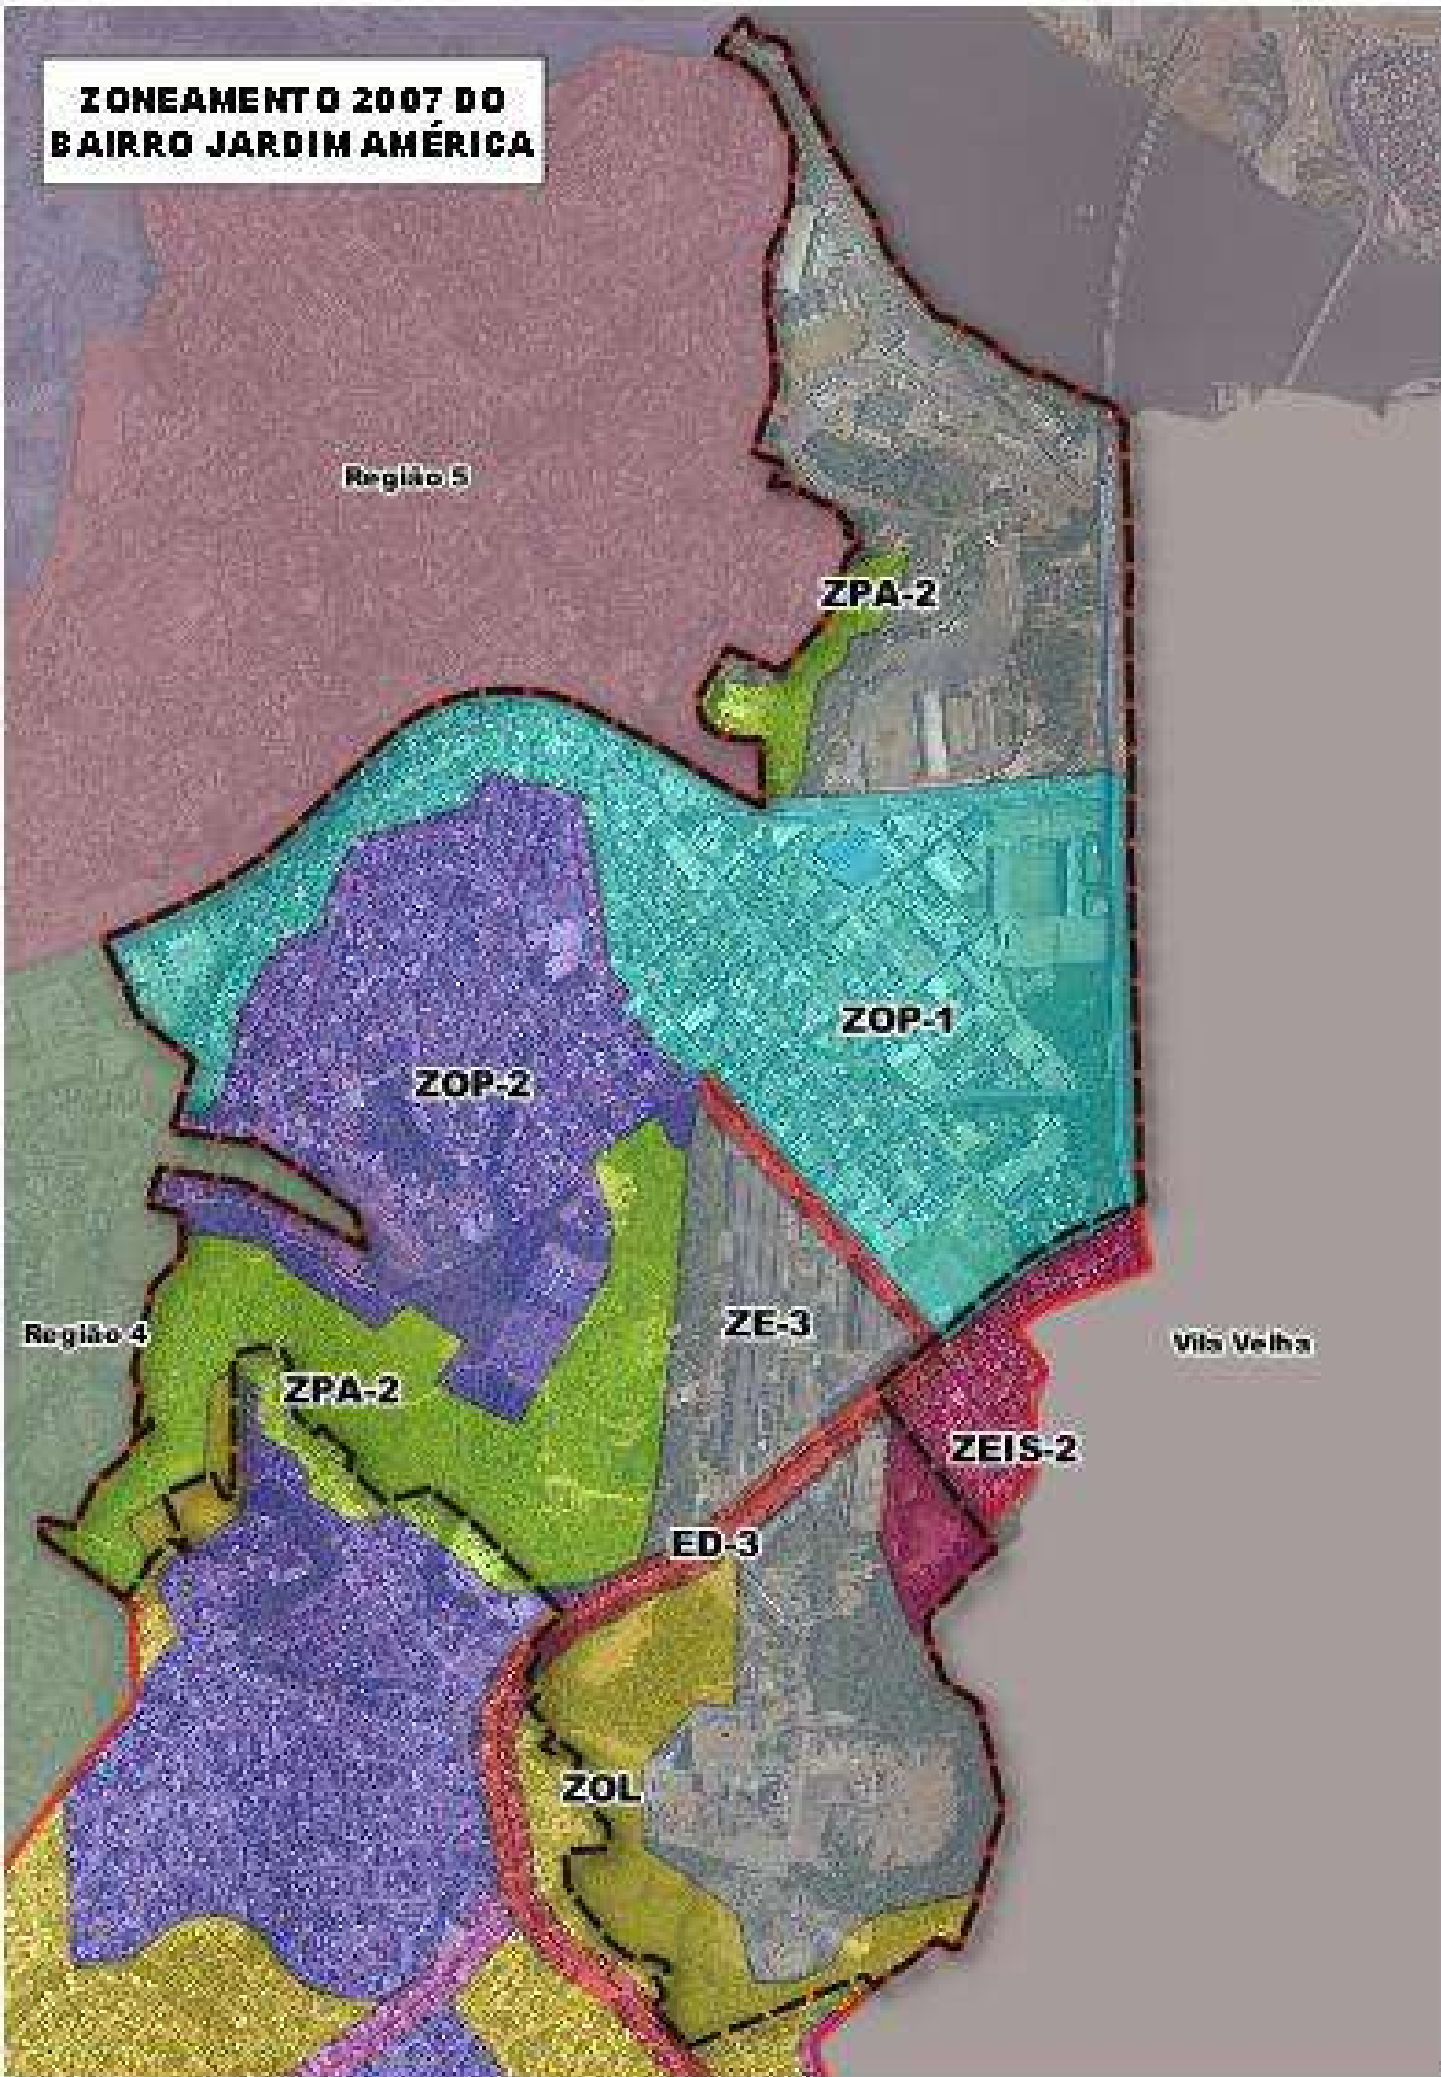 ZONEAMENTO 2007 DO
BAIRRO JARDIM AMÉRICA
Região 5
ZPA-2
ZOP-1
ZOP-2
ZE-3
Região 4
Vila Velha
ZPA-2
ZEIS-2
ED-3
ZOL